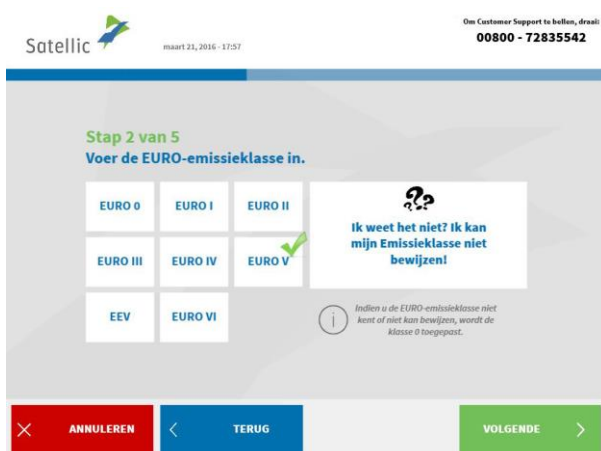 Satellic
maart 21, 2016 - 17:57
Om Customer Support te bellen, draai:
00800 - 72835542
Stap 2 van 5
Voer de EURO-emissieklasse in.
EURO 0
EURO I
EURO II
EURO III
EURO IV
EURO V
EEV
EURO VI
???
Ik weet het niet? Ik kan
mijn Emissieklasse niet
bewijzen!
Indien u de EURO-emissieklasse niet
kent of niet kan bewijzen, wordt de
klasse 0 toegepast.
ANNULEREN
TERUG
VOLGENDE